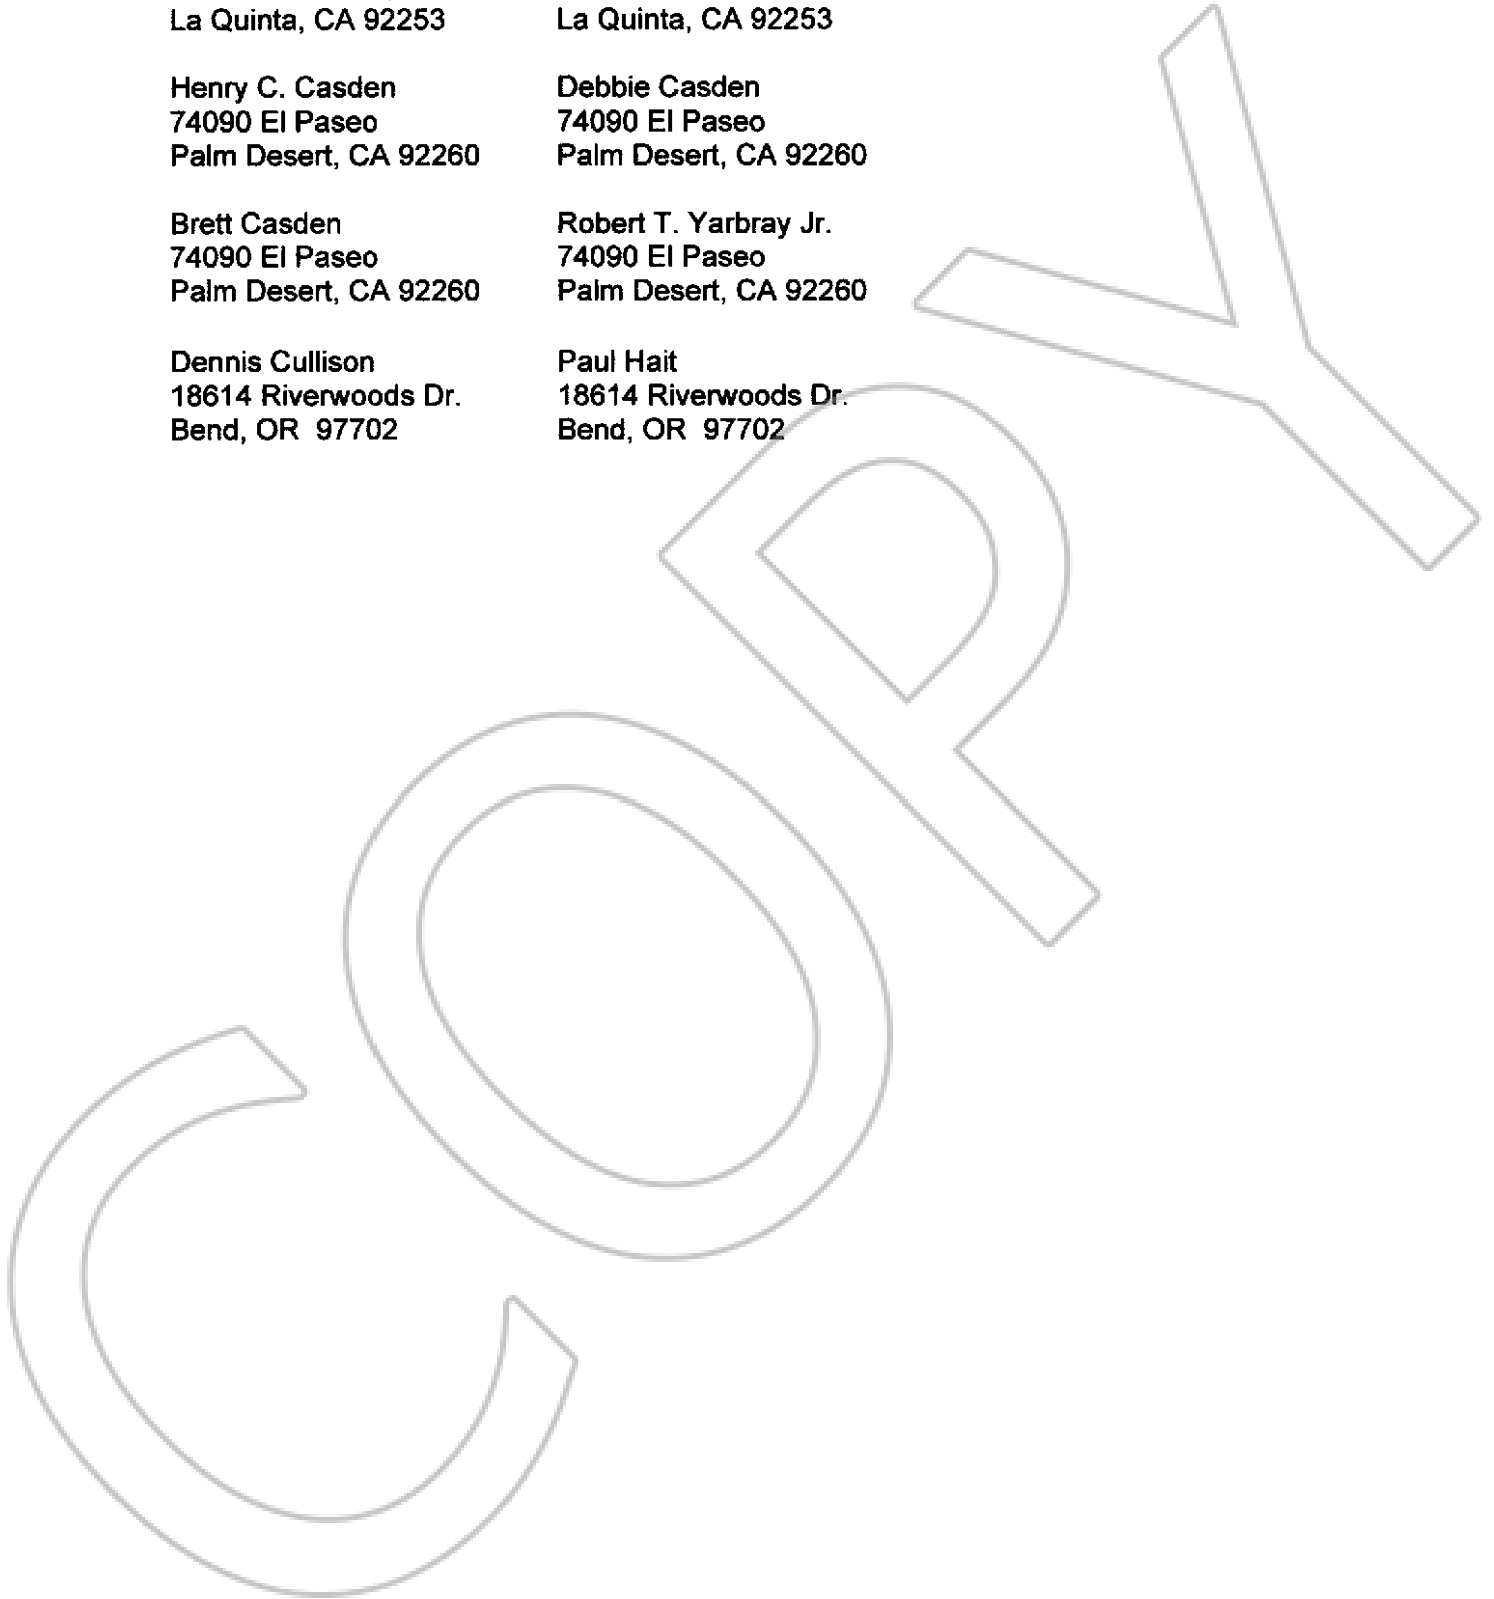 La Quinta, CA 92253 La Quinta, CA 92253
Henry C. Casden Debbie Casden
74090 El Paseo 74090 El Paseo
Palm Desert, CA 92260 Palm Desert, CA 92260
Brett Casden Robert T. Yarbray Jr.
74090 El Paseo 74090 El Paseo
Palm Desert, CA 92260 Palm Desert, CA 92260
Dennis Cullison Paul Hait
18614 Riverwoods Dr. 18614 Riverwoods Dr.
Bend, OR 97702 Bend, OR 97702
COPY